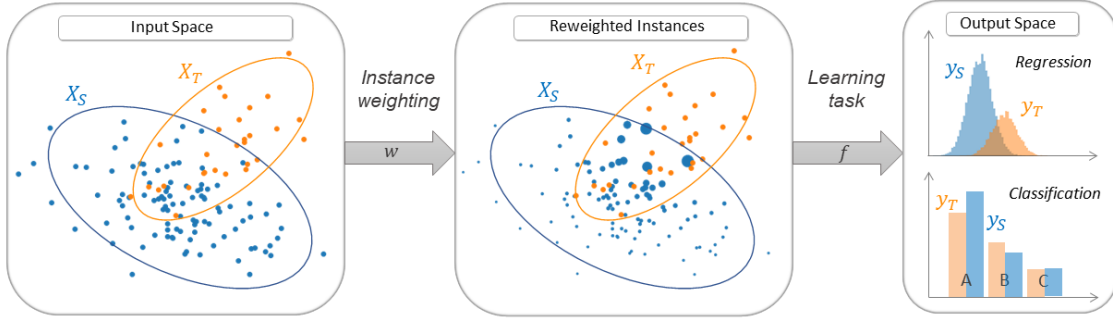 Input Space
X_T
X_S
Instance
weighting
w
Reweighted Instances
X_T
X_S
Learning
task
f
Output Space
y_S
Regression
y_T
y_T
Classification
y_S
A
B
C